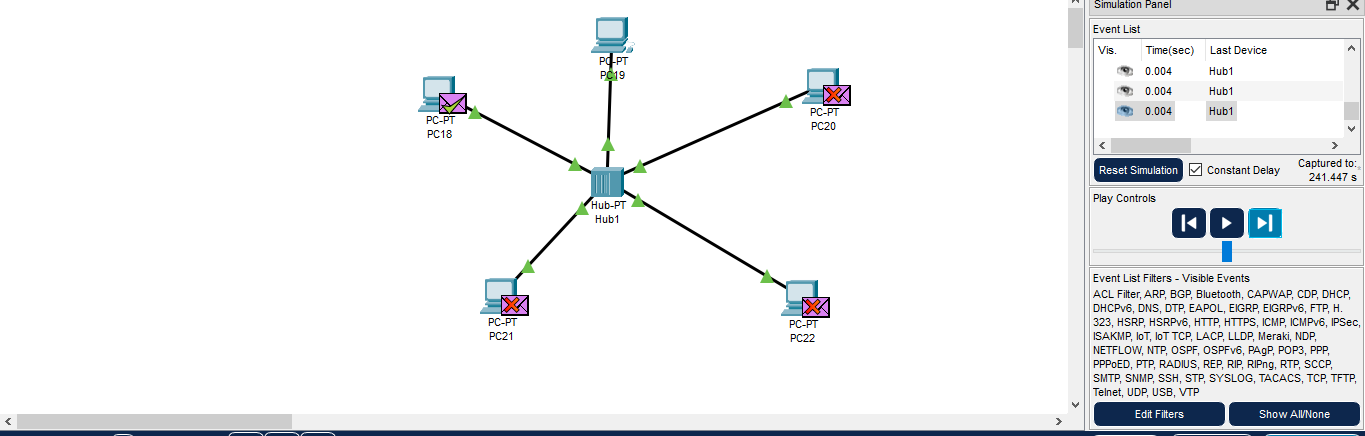 Simulation Panel
Event List
Vis. Time(sec) Last Device
0.004 Hub1
0.004 Hub1
0.004 Hub1
Reset Simulation Constant Delay Captured to:
241.447 s
Play Controls
Event List Filters - Visible Events
ACL Filter, ARP, BGP, Bluetooth, CAPWAP, CDP, DHCP,
DHCPv6, DNS, DTP, EAPOL, EIGRP, EIGRPv6, FTP, H.
323, HSRP, HSRPv6, HTTP, HTTPS, ICMP, ICMPv6, IPSec,
ISAKMP, IoT, IoT TCP, LACP, LLDP, Meraki, NDP,
NETFLOW, NTP, OSPF, OSPFv6, PAgP, POP3, PPP,
PPPoED, PTP, RADIUS, REP, RIP, RIPng, RTP, SCCP,
SMTP, SNMP, SSH, STP, SYSLOG, TACACS, TCP, TFTP,
Telnet, UDP, USB, VTP
Edit Filters Show All/None
PC-PT
PC19
PC-PT
PC18
PC-PT
PC20
Hub-PT
Hub1
PC-PT
PC21
PC-PT
PC22